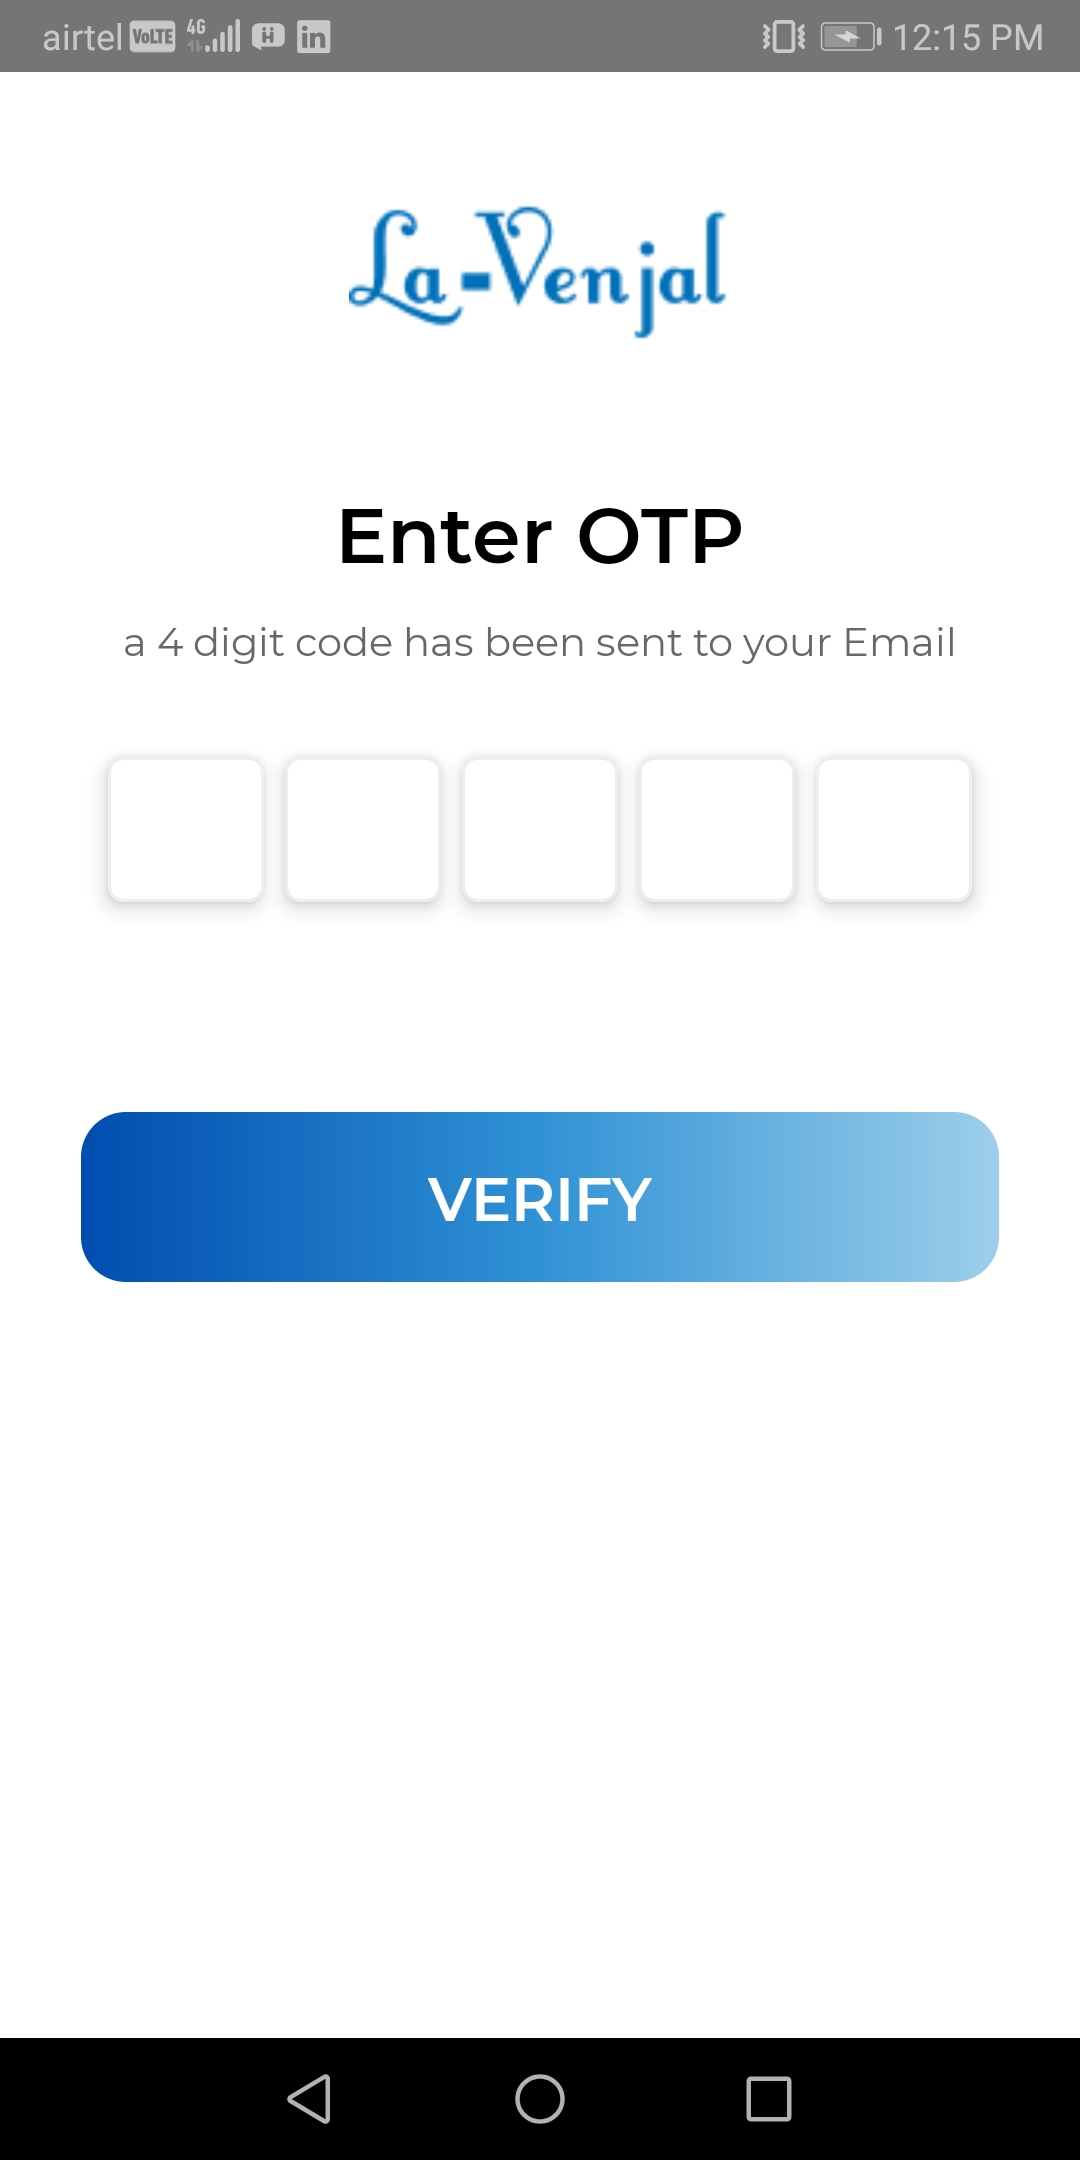 airtel VoLTE 4G in 12:15 PM
La-Venjal
Enter OTP
a 4 digit code has been sent to your Email
VERIFY